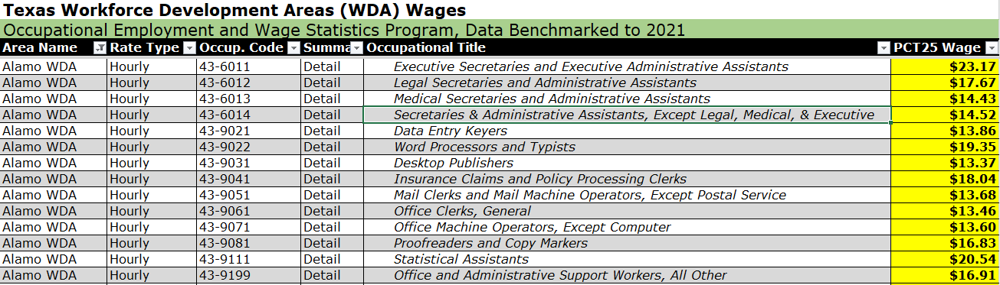 Texas Workforce Development Areas (WDA) Wages
Occupational Employment and Wage Statistics Program, Data Benchmarked to 2021
Area Name Rate Type Occup. Code Summa Occupational Title PCT25 Wage
Alamo WDA Hourly 43-6011 Detail Executive Secretaries and Executive Administrative Assistants $23.17
Alamo WDA Hourly 43-6012 Detail Legal Secretaries and Administrative Assistants $17.67
Alamo WDA Hourly 43-6013 Detail Medical Secretaries and Administrative Assistants $14.43
Alamo WDA Hourly 43-6014 Detail Secretaries & Administrative Assistants, Except Legal, Medical, & Executive $14.52
Alamo WDA Hourly 43-9021 Detail Data Entry Keyers $13.86
Alamo WDA Hourly 43-9022 Detail Word Processors and Typists $19.35
Alamo WDA Hourly 43-9031 Detail Desktop Publishers $13.37
Alamo WDA Hourly 43-9041 Detail Insurance Claims and Policy Processing Clerks $18.04
Alamo WDA Hourly 43-9051 Detail Mail Clerks and Mail Machine Operators, Except Postal Service $13.68
Alamo WDA Hourly 43-9061 Detail Office Clerks, General $13.46
Alamo WDA Hourly 43-9071 Detail Office Machine Operators, Except Computer $13.60
Alamo WDA Hourly 43-9081 Detail Proofreaders and Copy Markers $16.83
Alamo WDA Hourly 43-9111 Detail Statistical Assistants $20.54
Alamo WDA Hourly 43-9199 Detail Office and Administrative Support Workers, All Other $16.91